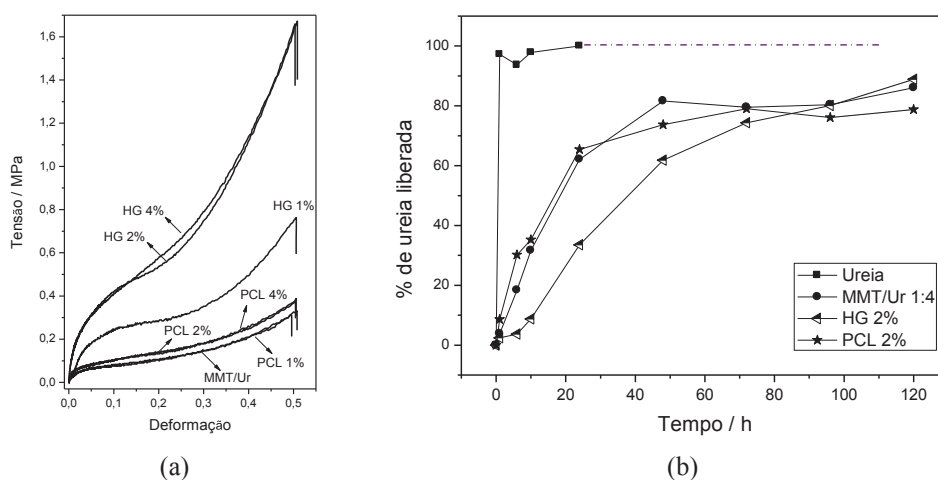 1,6
1,4
1,2
1,0
0,8
0,6
0,4
0,2
0,0
Tensão / MPa
HG 4%
HG 2%
HG 1%
PCL 4%
PCL 2%
PCL 1%
MMT/Ur
0,0 0,1 0,2 0,3 0,4 0,5
Deformação
(a)
100
80
60
40
20
0
% de ureia liberada
Ureia
MMT/Ur 1:4
HG 2%
PCL 2%
0 20 40 60 80 100 120
Tempo / h
(b)